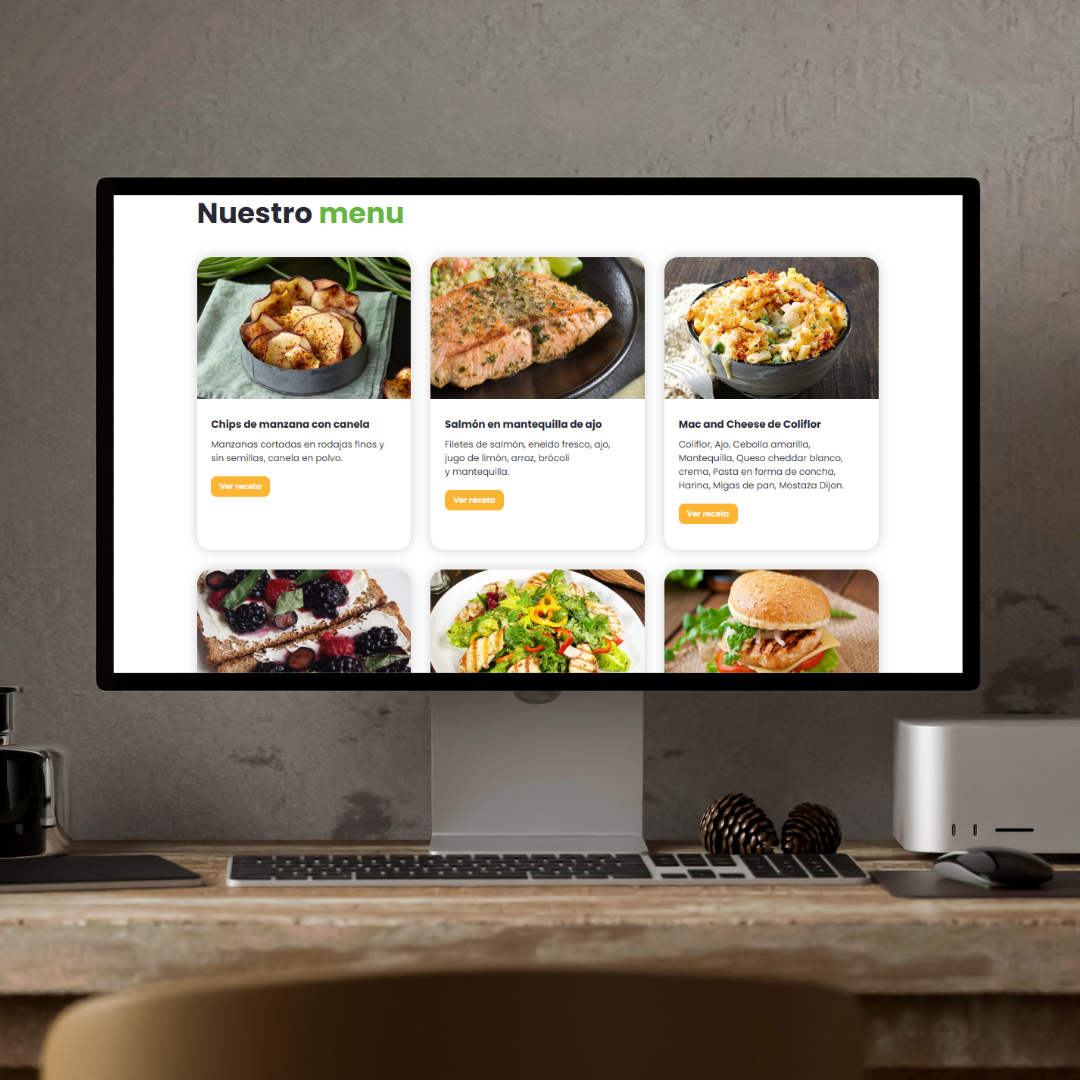 Nuestro menu
Chips de manzana con canela
Manzanas cortadas en rodajas finas y
sin semillas, canela en polvo.
Ver receta
Salmón en mantequilla de ajo
Filetes de salmón, eneldo fresco, ajo,
jugo de limón, arroz, brócoli
y mantequilla.
Ver receta
Mac and Cheese de Coliflor
Coliflor, Ajo, Cebolla amarilla,
Mantequilla, Queso cheddar blanco,
crema, Pasta en forma de concha,
Harina, Migas de pan, Mostaza Dijon.
Ver receta